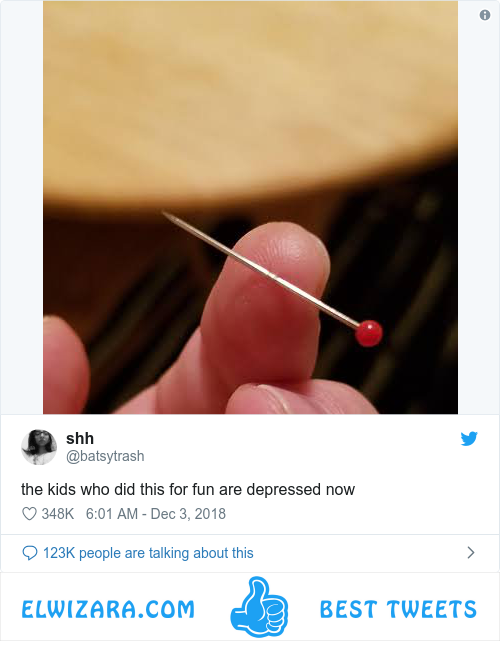 shh
@batsytrash
the kids who did this for fun are depressed now
348K 6:01 AM - Dec 3, 2018
123K people are talking about this
ELWIZARA.COM BEST TWEETS